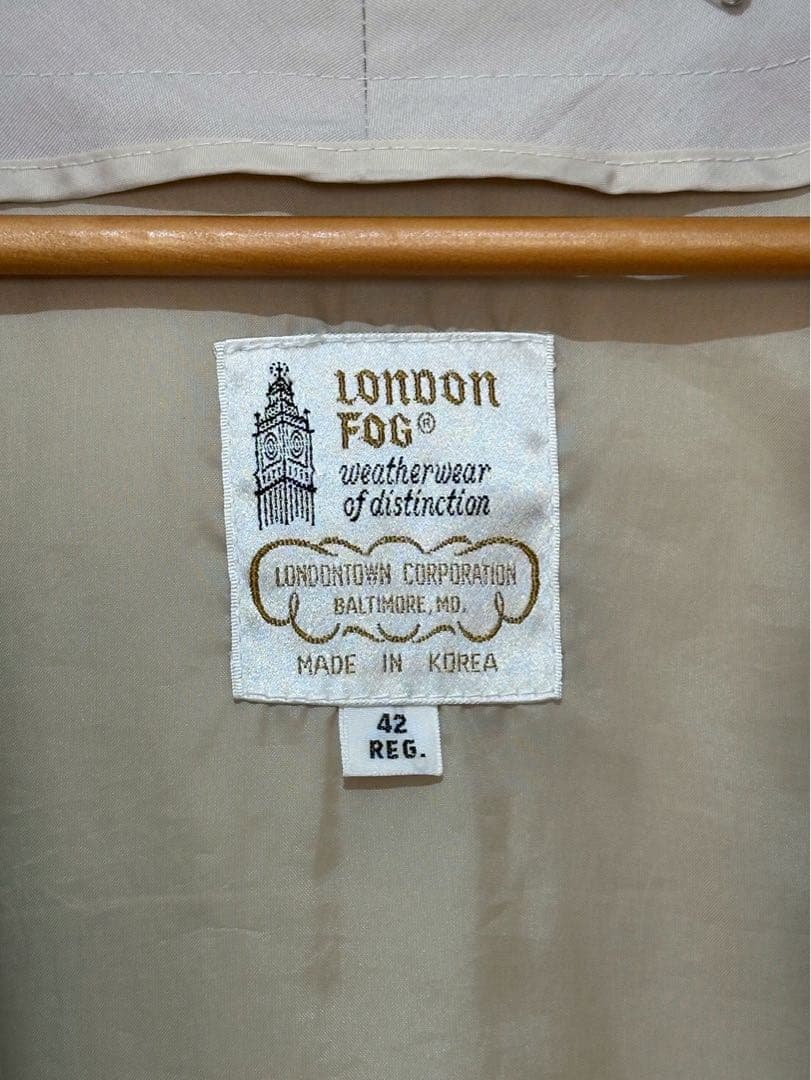 LONDON
FOG®
weatherwear
of distinction
LONDONTOWN CORPORATION
BALTIMORE, MD.
MADE IN KOREA
42
REG.